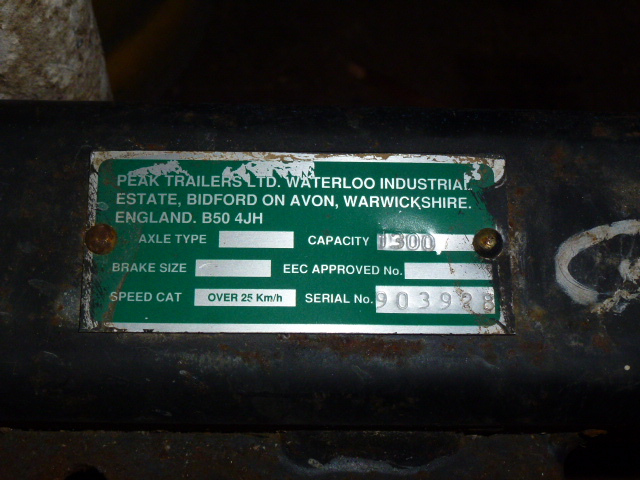 PEAK TRAILERS LTD. WATERLOO INDUSTRIAL
ESTATE, BIDFORD ON AVON, WARWICKSHIRE.
ENGLAND. B50 4JH
AXLE TYPE CAPACITY 1300
BRAKE SIZE EEC APPROVED No.
SPEED CAT OVER 25 Km/h SERIAL No. 903928